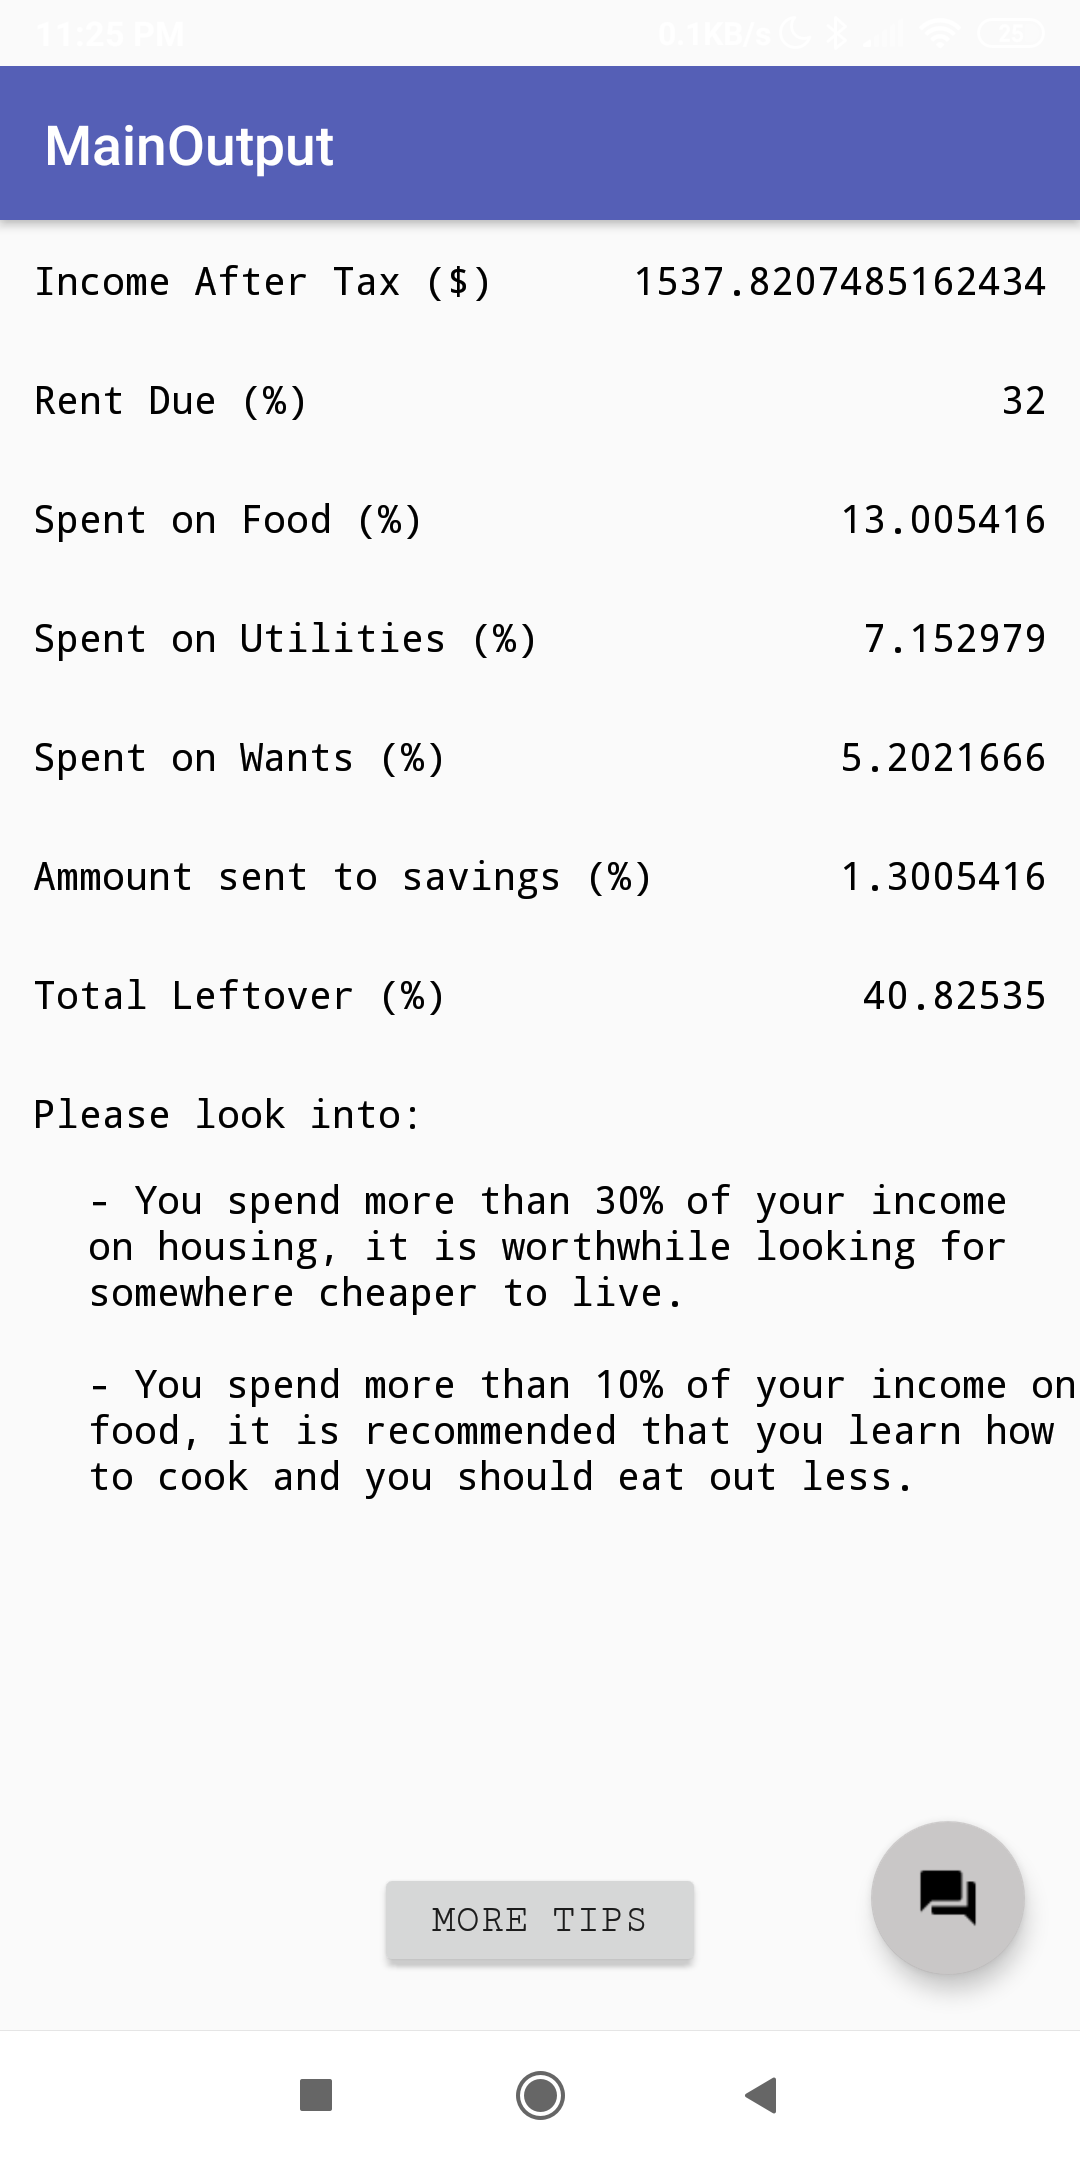 11:25 PM 0.1KB/s 25
MainOutput
Income After Tax ($) 1537.8207485162434
Rent Due (%) 32
Spent on Food (%) 13.005416
Spent on Utilities (%) 7.152979
Spent on Wants (%) 5.2021666
Ammount sent to savings (%) 1.3005416
Total Leftover (%) 40.82535
Please look into:
- You spend more than 30% of your income
on housing, it is worthwhile looking for
somewhere cheaper to live.
- You spend more than 10% of your income on
food, it is recommended that you learn how
to cook and you should eat out less.
MORE TIPS